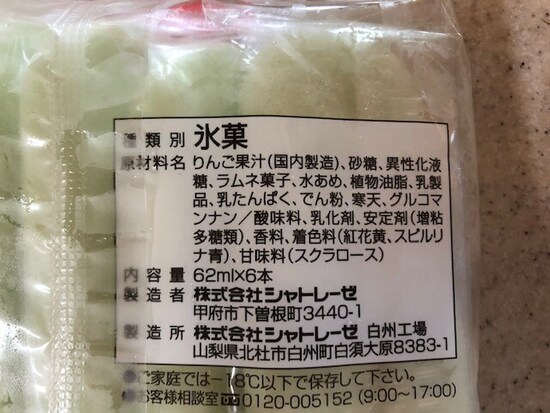 種類別 氷菓
原材料名 りんご果汁(国内製造)、砂糖、異性化液
糖、ラムネ菓子、水あめ、植物油脂、乳製
品、乳たんぱく、でん粉、寒天、グルコマ
ンナン/酸味料、乳化剤、安定剤(増粘
多糖類)、香料、着色料(紅花黄、スピルリ
ナ青)、甘味料(スクラロース)
内容量 62ml×6本
製造者 株式会社シャトレーゼ
甲府市下曽根町3440-1
製造所 株式会社シャトレーゼ 白州工場
山梨県北杜市白州町白須大原8383-1
●ご家庭では−18℃以下で保存して下さい。
●お客様相談室 0120-005152 (9:00〜17:00)